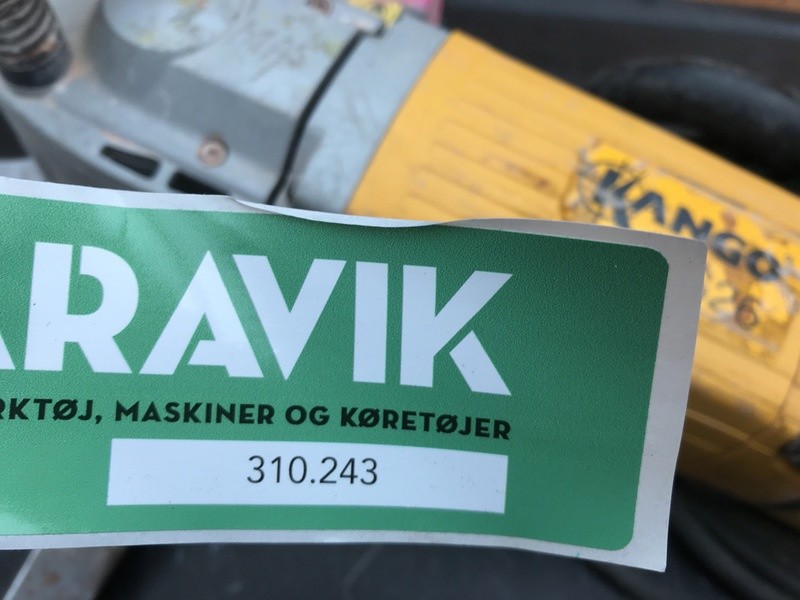 KANGO
ARAVIK
RKTØJ, MASKINER OG KØRETØJER
310.243